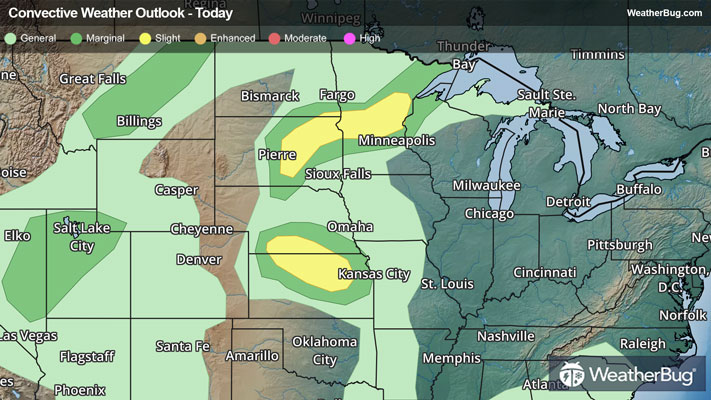 Convective Weather Outlook - Today
WeatherBug.com
General
Marginal
Slight
Enhanced
Moderate
High
Regina
Winnipeg
Thunder
Bay
Timmins
Great Falls
Bismarck
Fargo
Sault Ste.
Marie
North Bay
Billings
Minneapolis
Pierre
Boise
Sioux Falls
Casper
Milwaukee
Detroit
Buffalo
Chicago
Elko
Salt Lake
City
Cheyenne
Omaha
Pittsburgh
New
Denver
Kansas City
St. Louis
Cincinnati
Washington,
D.C.
Norfolk
Las Vegas
Flagstaff
Santa Fe
Amarillo
Oklahoma
City
Nashville
Memphis
Raleigh
Phoenix
Atlanta
WeatherBug